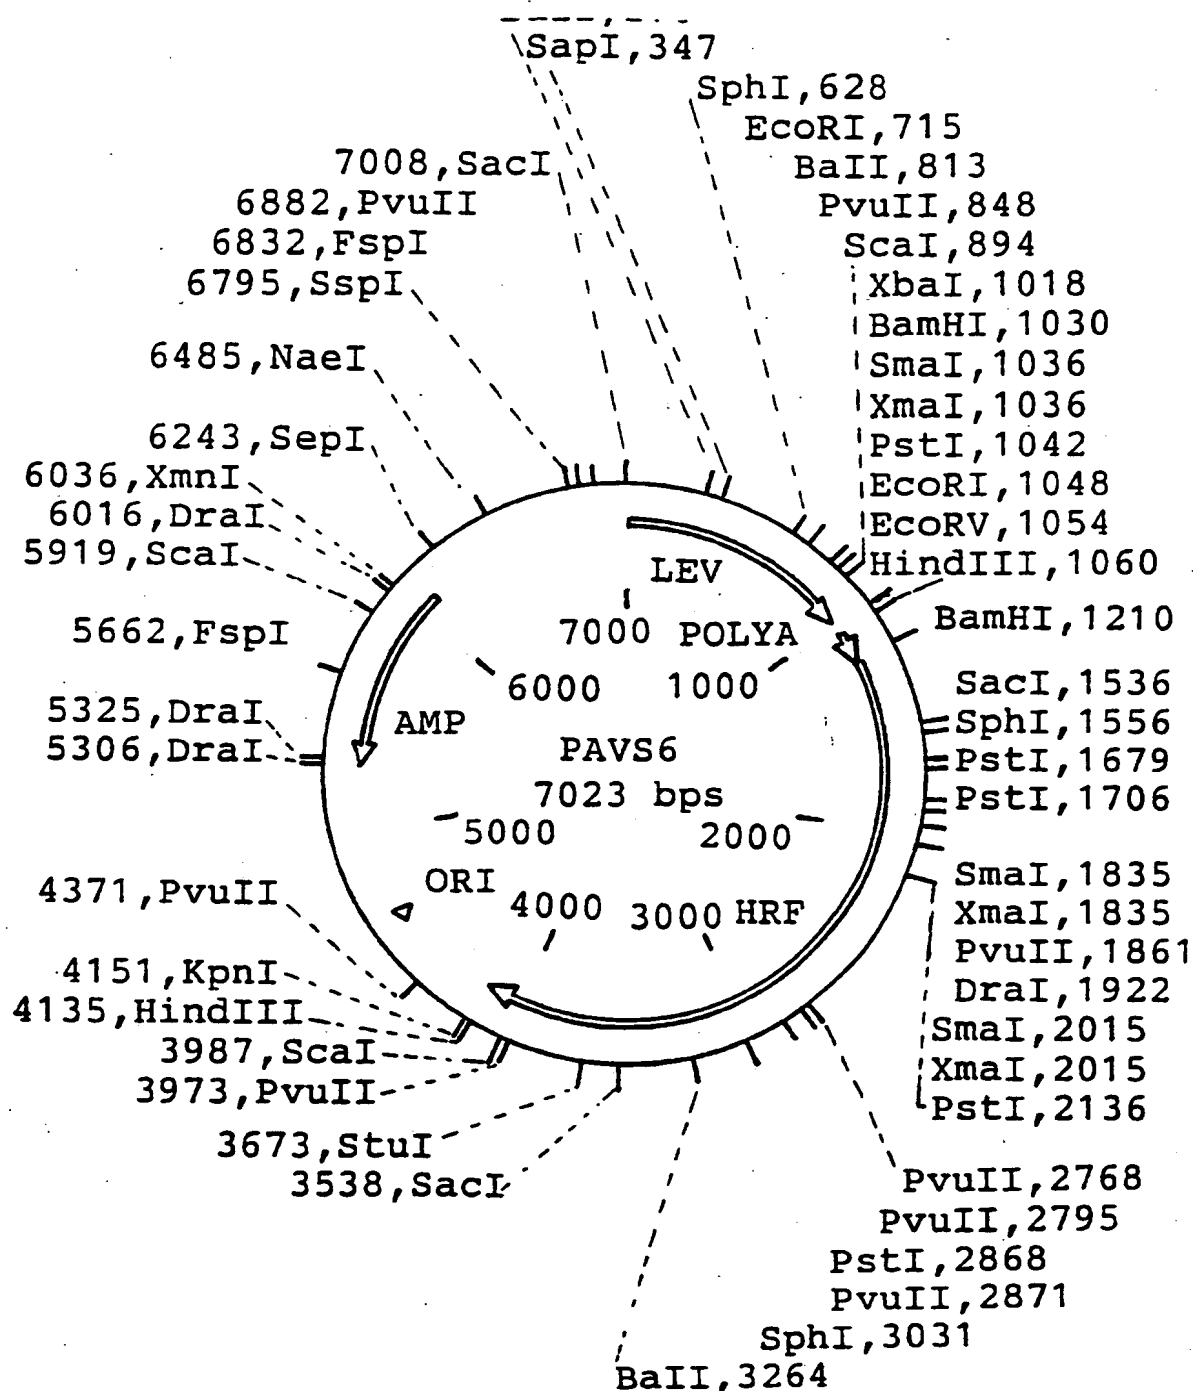 SapI,347
SphI,628
EcoRI,715
BaII,813
PvuII,848
ScaI,894
XbaI,1018
BamHI,1030
SmaI,1036
XmaI,1036
PstI,1042
EcoRI,1048
EcoRV,1054
HindIII,1060
BamHI,1210
SacI,1536
SphI,1556
PstI,1679
PstI,1706
SmaI,1835
XmaI,1835
PvuII,1861
DraI,1922
SmaI,2015
XmaI,2015
PstI,2136
PvuII,2768
PvuII,2795
PstI,2868
PvuII,2871
SphI,3031
BaII,3264
3538,SacI
3673,StuI
3973,PvuII
3987,ScaI
4135,HindIII
4151,KpnI
4371,PvuII
5306,DraI
5325,DraI
5662,FspI
5919,ScaI
6016,DraI
6036,XmnI
6243,SepI
6485,NaeI
6795,SspI
6832,FspI
6882,PvuII
7008,SacI
LEV
7000
POLYA
6000
1000
AMP
PAVS6
7023 bps
5000
2000
ORI
4000
3000
HRF